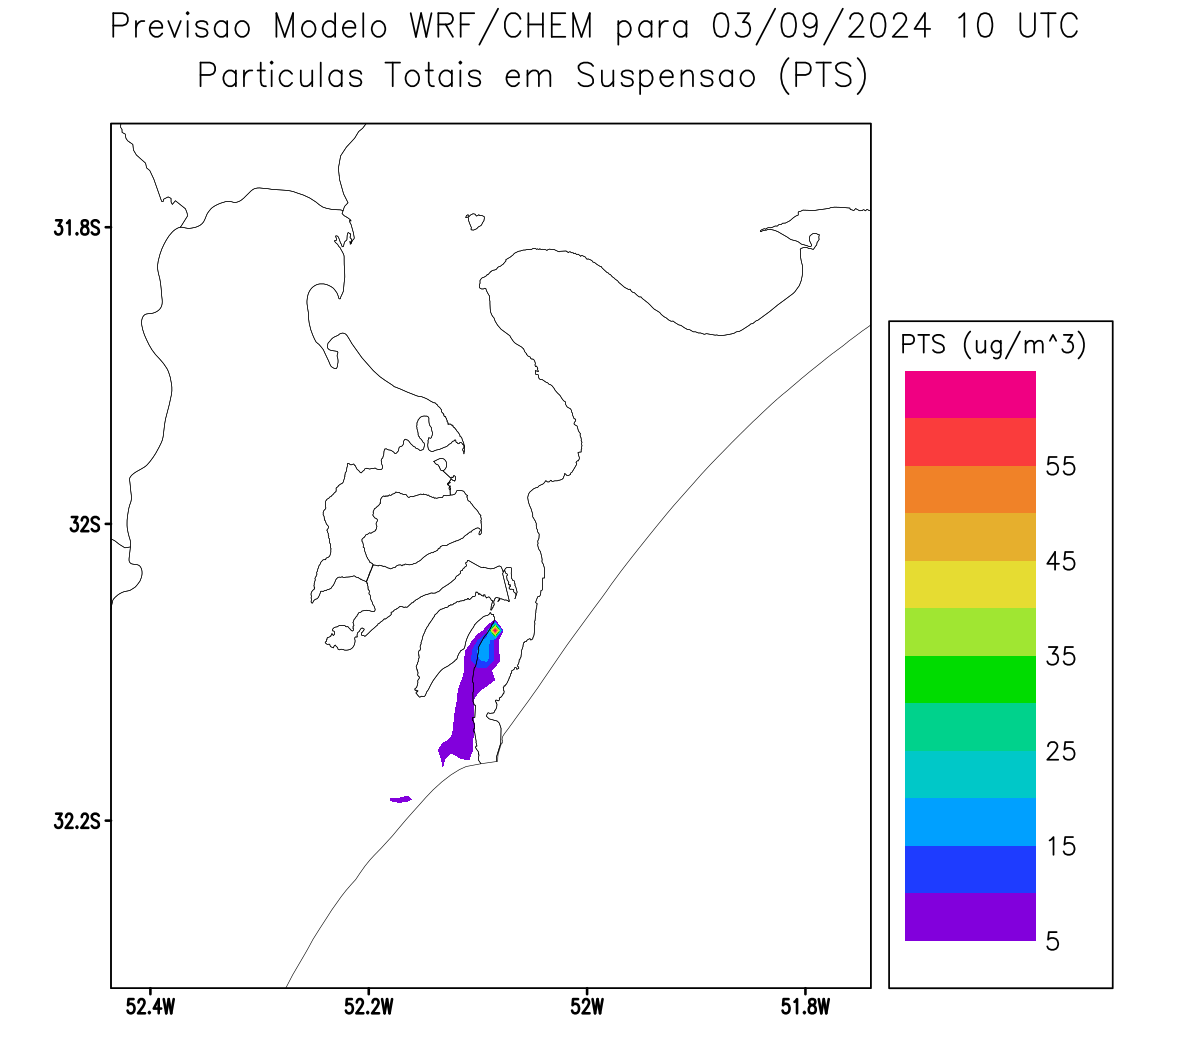 Previsao Modelo WRF/CHEM para 03/09/2024 10 UTC
Particulas Totais em Suspensao (PTS)
31.8S
32S
32.2S
52.4W
52.2W
52W
51.8W
PTS (ug/m^3)
55
45
35
25
15
5